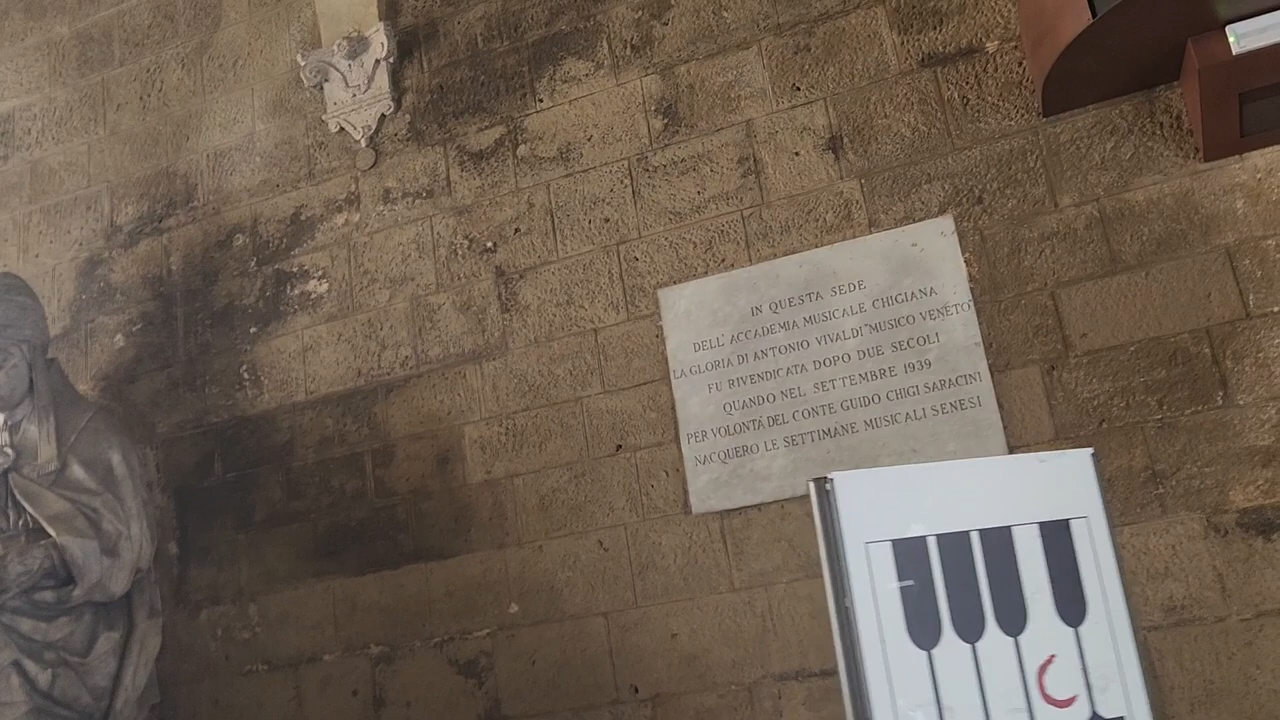 IN QUESTA SEDE
DELL' ACCADEMIA MUSICALE CHIGIANA
LA GLORIA DI ANTONIO VIVALDI "MUSICO VENETO"
FU RIVENDICATA DOPO DUE SECOLI
QUANDO NEL SETTEMBRE 1939
PER VOLONTÀ DEL CONTE GUIDO CHIGI SARACINI
NACQUERO LE SETTIMANE MUSICALI SENESI